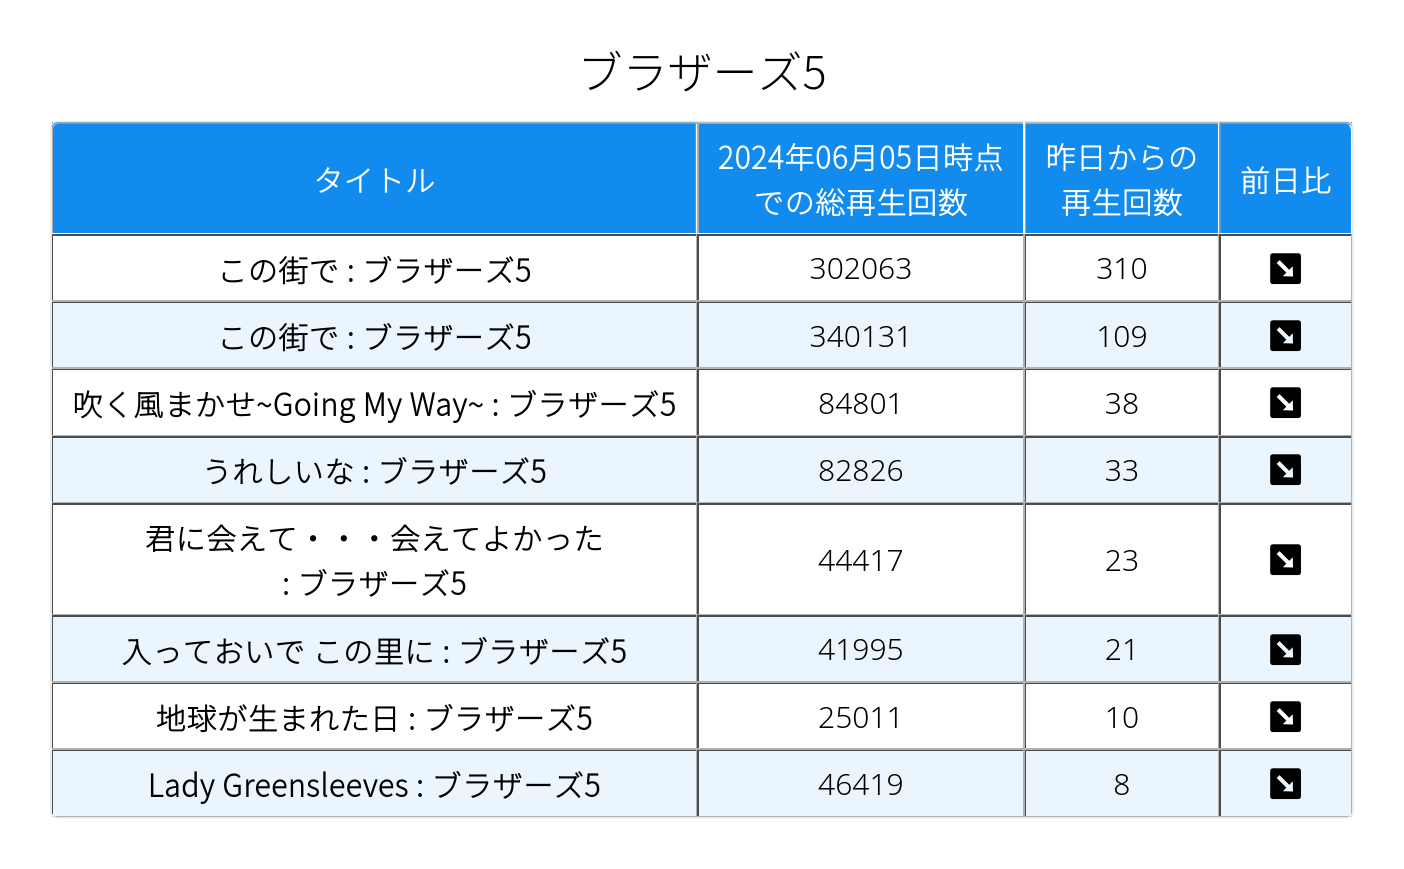 ブラザーズ5
タイトル
2024年06月05日時点
での総再生回数
昨日からの
再生回数
前日比
この街で : ブラザーズ5 302063 310
この街で : ブラザーズ5 340131 109
吹く風まかせ~Going My Way~ : ブラザーズ5 84801 38
うれしいな : ブラザーズ5 82826 33
君に会えて・・・会えてよかった
: ブラザーズ5 44417 23
入っておいで この里に : ブラザーズ5 41995 21
地球が生まれた日 : ブラザーズ5 25011 10
Lady Greensleeves : ブラザーズ5 46419 8